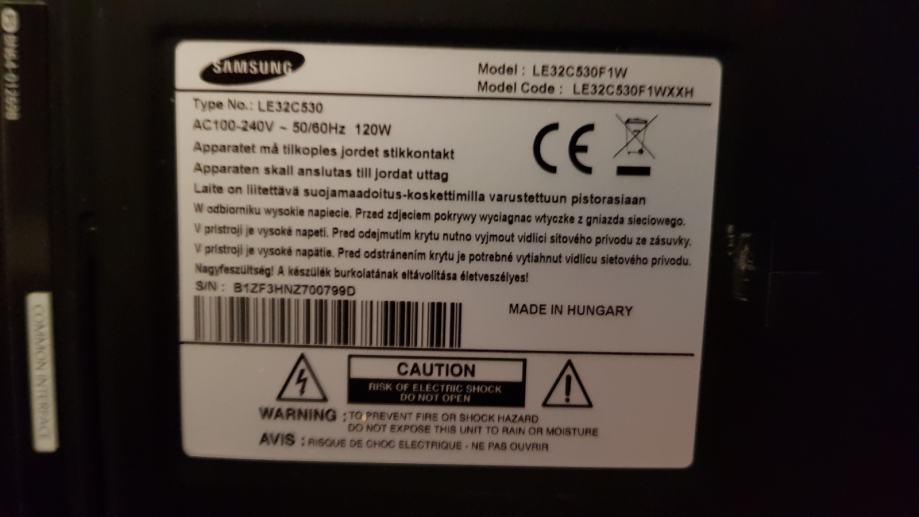 SAMSUNG
Model : LE32C530F1W
Model Code : LE32C530F1WXXH
Type No.: LE32C530
AC100-240V ~ 50/60Hz 120W
Apparatet må tilkoples jordet stikkontakt
Apparaten skall anslutas till jordat uttag
Laite on liitettävä suojamaadoitus-koskettimilla varustettuun pistorasiaan
W odbiorniku wysokie napiecie. Przed zdjeciem pokrywy wyciagnac wtyczke z gniazda sieciowego.
V pristroji je vysoké napeti. Pred odejmutím krytu nutno vyjmout vidlici sitového prívodu ze zásuvky.
V pristroji je vysoké napätie. Pred odstránením krytu je potrebné vytiahnut vidlicu sietového prívodu.
Nagyfeszültség! A készülék burkolatának eltávolítása életveszélyes!
S/N : B1ZF3HNZ700799D
MADE IN HUNGARY
CAUTION
RISK OF ELECTRIC SHOCK
DO NOT OPEN
WARNING : TO PREVENT FIRE OR SHOCK HAZARD
DO NOT EXPOSE THIS UNIT TO RAIN OR MOISTURE
AVIS : RISQUE DE CHOC ELECTRIQUE - NE PAS OUVRIR
COMMON INTERFACE